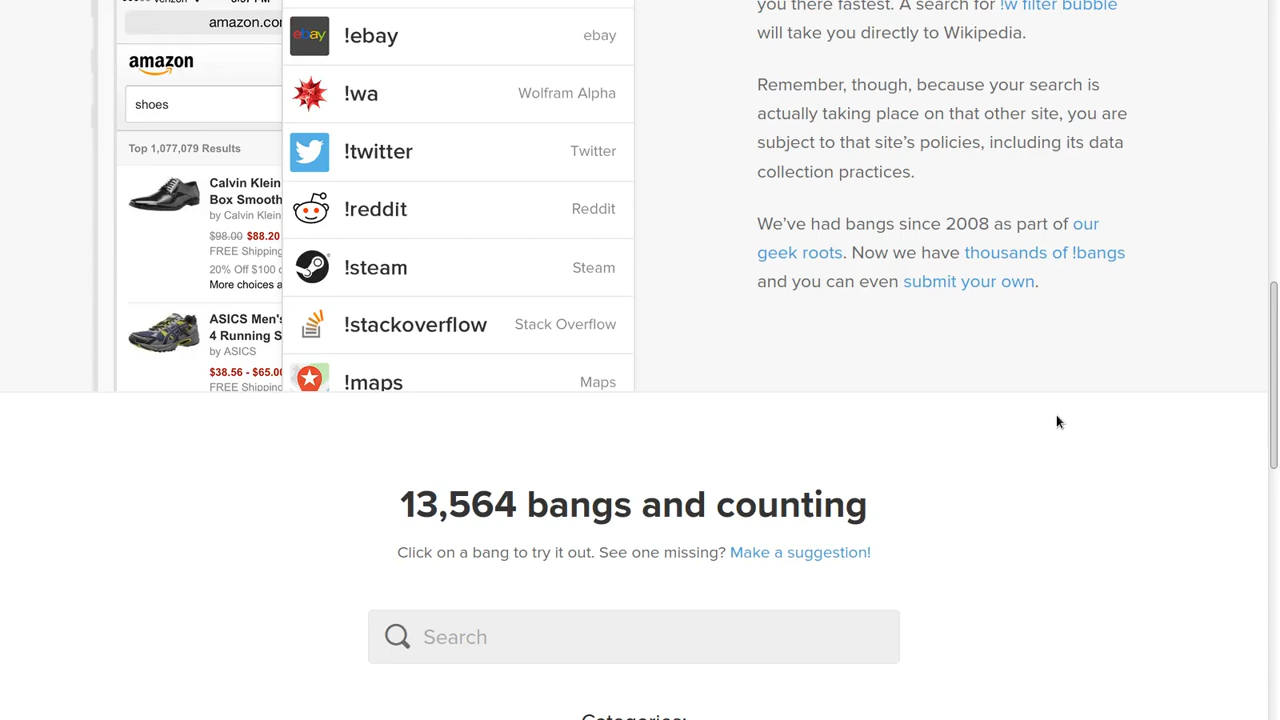 amazon.co
amazon
shoes
Top 1,077,079 Results
Calvin Klein
Box Smooth
by Calvin Klein
$98.00 $88.20
FREE Shipping
20% Off $100
More choices a
ASICS Men's
4 Running S
by ASICS
$38.56 - $65.00
FREE Shipping
ebay !ebay ebay
!wa Wolfram Alpha
!twitter Twitter
!reddit Reddit
!steam Steam
!stackoverflow Stack Overflow
!maps Maps
you there fastest. A search for !w filter bubble
will take you directly to Wikipedia.
Remember, though, because your search is
actually taking place on that other site, you are
subject to that site's policies, including its data
collection practices.
We've had bangs since 2008 as part of our
geek roots. Now we have thousands of !bangs
and you can even submit your own.
13,564 bangs and counting
Click on a bang to try it out. See one missing? Make a suggestion!
Search
Categories: